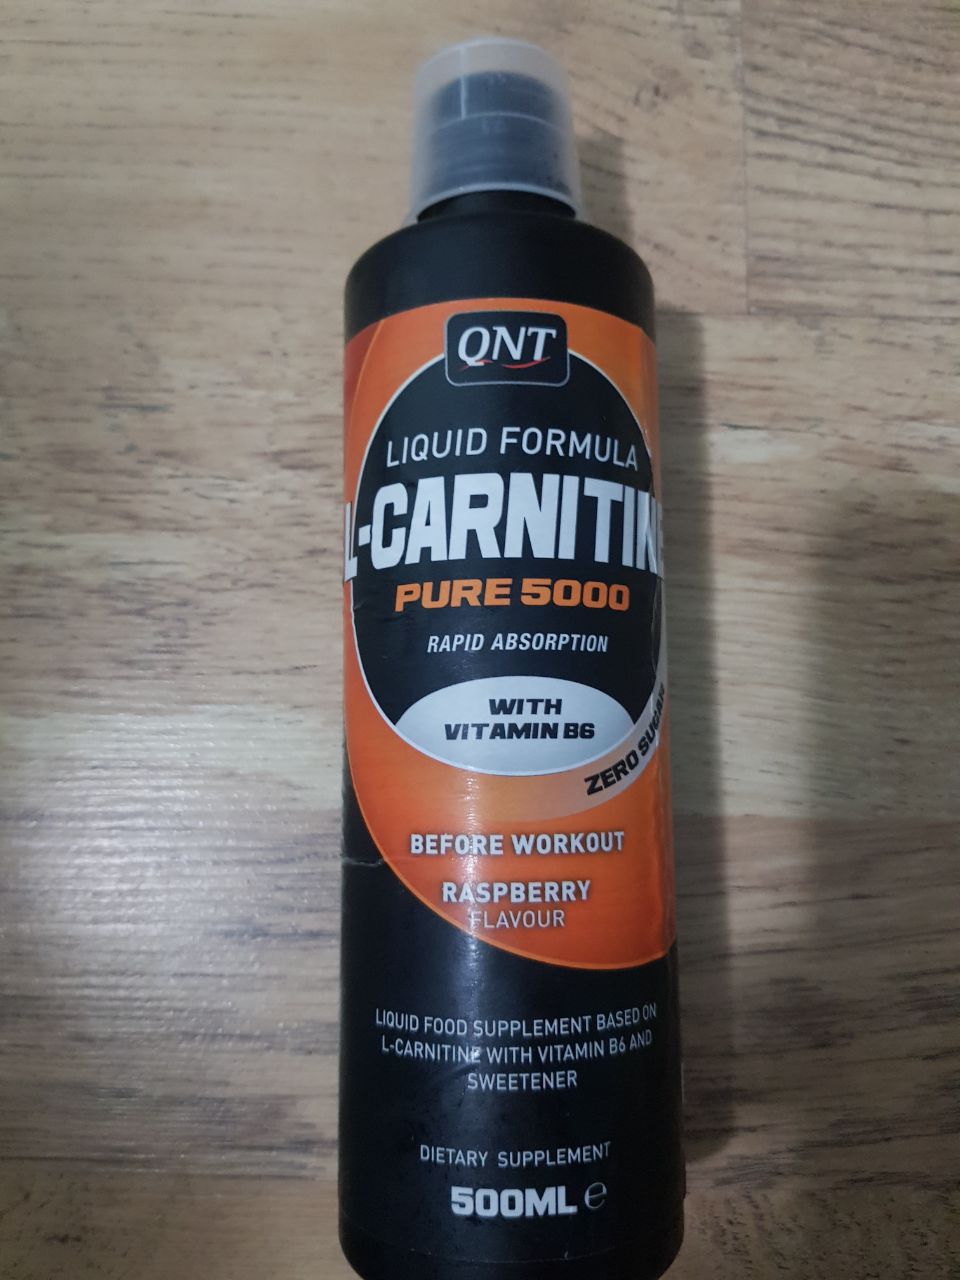 QNT
LIQUID FORMULA
L-CARNITINE
PURE 5000
RAPID ABSORPTION
WITH
VITAMIN B6
ZERO SUGAR
BEFORE WORKOUT
RASPBERRY
FLAVOUR
LIQUID FOOD SUPPLEMENT BASED ON
L-CARNITINE WITH VITAMIN B6 AND
SWEETENER
DIETARY SUPPLEMENT
500ML ℮